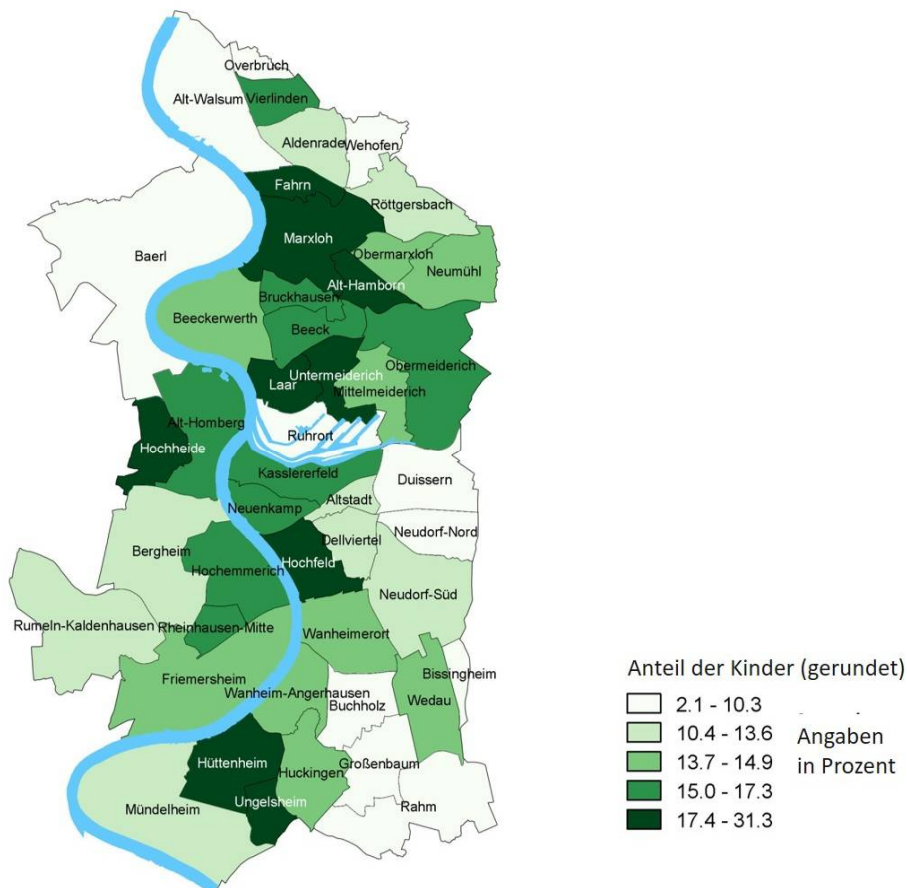 Overbruch
Alt-Walsum
Vierlinden
Aldenrade
Wehofen
Fahrn
Röttgersbach
Marxloh
Obermarxloh
Neumühl
Baerl
Alt-Hamborn
Bruckhausen
Beeckerwerth
Beeck
Obermeiderich
Untermeiderich
Laar
Mittelmeiderich
Alt-Homberg
Ruhrort
Hochheide
Kasslererfeld
Duissern
Altstadt
Neuenkamp
Neudorf-Nord
Dellviertel
Bergheim
Hochfeld
Hochemmerich
Neudorf-Süd
Rumeln-Kaldenhausen
Rheinhausen-Mitte
Wanheimerort
Bissingheim
Friemersheim
Wanheim-Angerhausen
Wedau
Buchholz
Hüttenheim
Großenbaum
Huckingen
Ungelsheim
Mündelheim
Rahm
Anteil der Kinder (gerundet)
2.1 - 10.3
10.4 - 13.6
13.7 - 14.9
15.0 - 17.3
17.4 - 31.3
Angaben
in Prozent